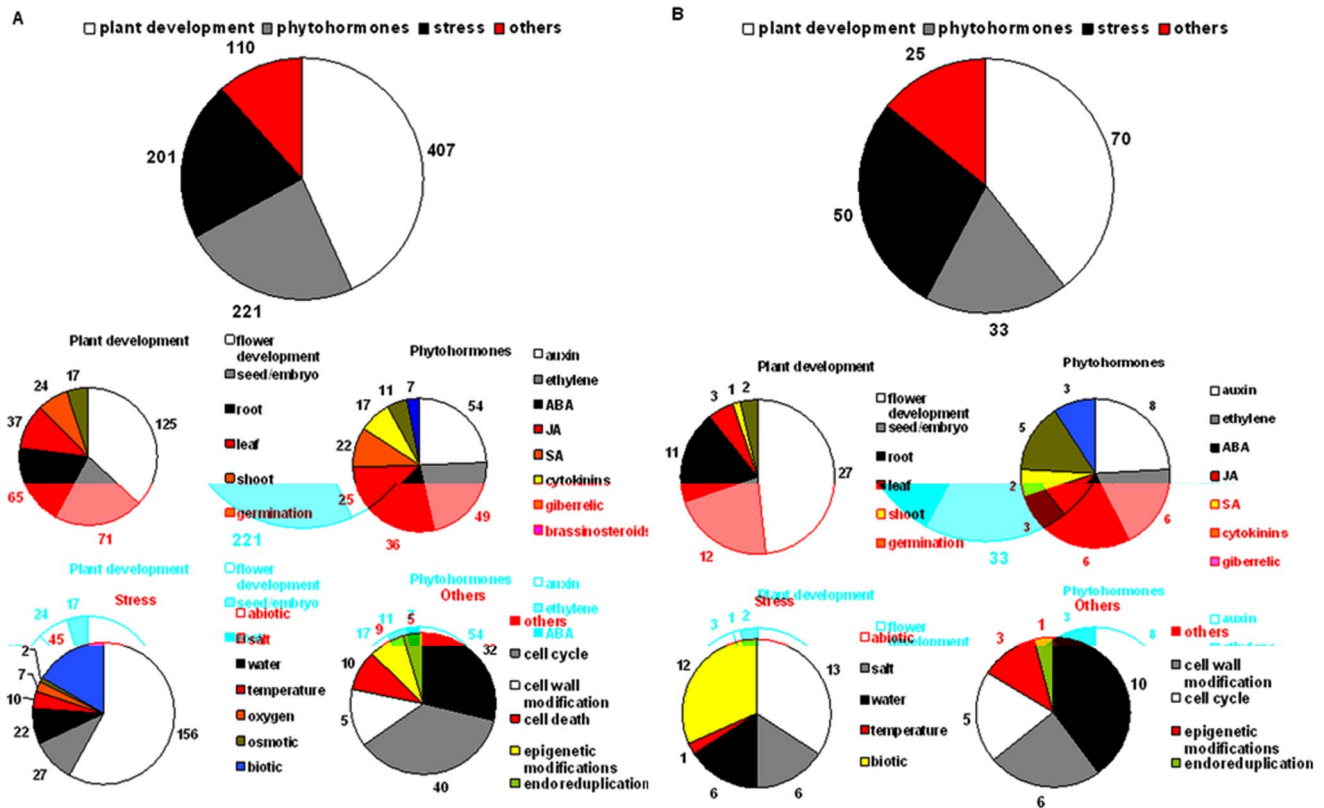 A
plant development phytohormones stress others
110
407
201
221
Plant development
flower
development
seed/embryo
root
leaf
shoot
germination
24
17
37
125
65
71
Phytohormones
auxin
ethylene
ABA
JA
SA
cytokinins
giberrelic
brassinosteroids
11
7
17
54
22
25
49
36
221
Plant development
flower
development
seed/embryo
24
17
Stress
abiotic
salt
water
temperature
oxygen
osmotic
biotic
45
2
7
10
22
27
156
Phytohormones
auxin
ethylene
ABA
11
17
54
Others
others
cell cycle
cell wall
modification
cell death
epigenetic
modifications
endoreduplication
9
5
32
10
5
40
B
plant development phytohormones stress others
25
70
50
33
Plant development
flower
development
seed/embryo
root
leaf
shoot
germination
3
1
2
11
27
12
Phytohormones
auxin
ethylene
ABA
JA
SA
cytokinins
giberrelic
3
8
5
2
3
6
6
33
Plant development
flower
development
3
1
2
Stress
abiotic
salt
water
temperature
biotic
12
13
1
6
6
Phytohormones
auxin
3
8
Others
others
cell wall
modification
cell cycle
epigenetic
modifications
endoreduplication
3
1
10
5
6